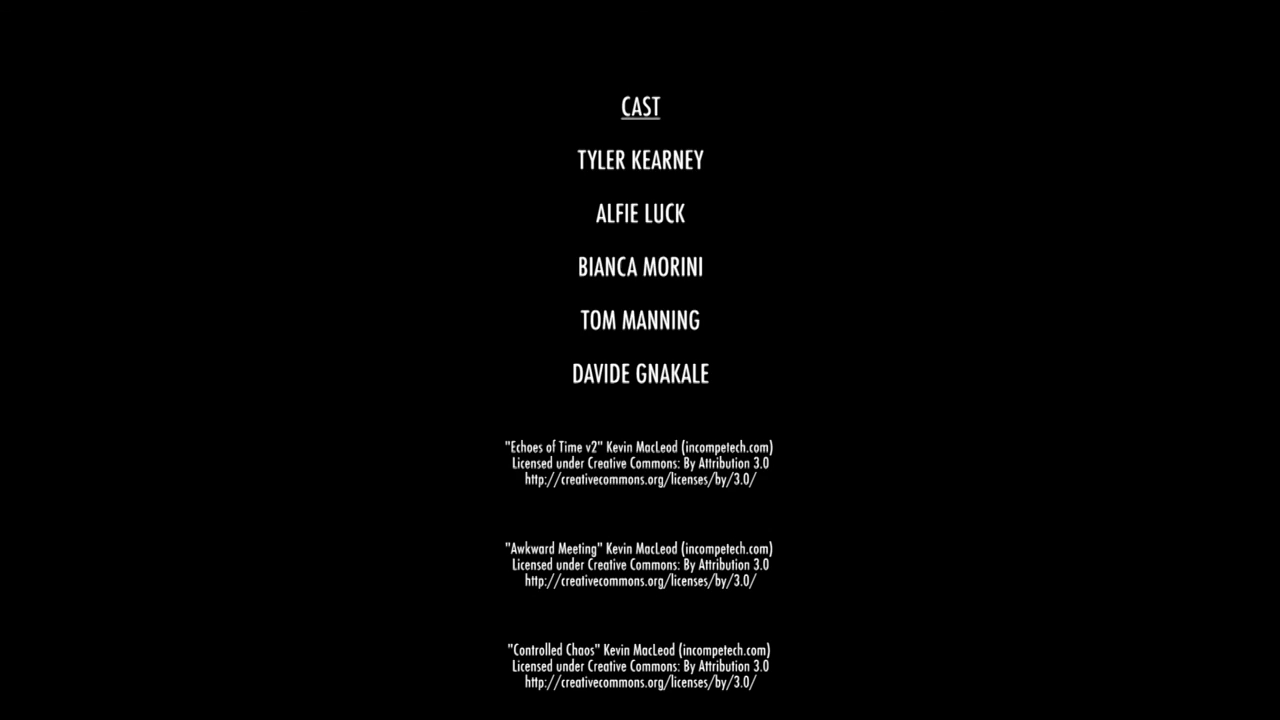 CAST
TYLER KEARNEY
ALFIE LUCK
BIANCA MORINI
TOM MANNING
DAVIDE GNAKALE
"Echoes of Time v2" Kevin MacLeod (incompetech.com)
Licensed under Creative Commons: By Attribution 3.0
http://creativecommons.org/licenses/by/3.0/
"Awkward Meeting" Kevin MacLeod (incompetech.com)
Licensed under Creative Commons: By Attribution 3.0
http://creativecommons.org/licenses/by/3.0/
"Controlled Chaos" Kevin MacLeod (incompetech.com)
Licensed under Creative Commons: By Attribution 3.0
http://creativecommons.org/licenses/by/3.0/